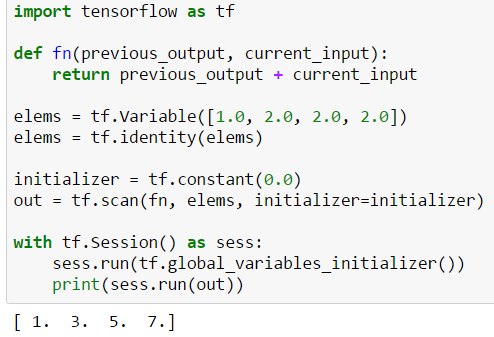 import tensorflow as tf
def fn(previous_output, current_input):
    return previous_output + current_input
elems = tf.Variable([1.0, 2.0, 2.0, 2.0])
elems = tf.identity(elems)
initializer = tf.constant(0.0)
out = tf.scan(fn, elems, initializer=initializer)
with tf.Session() as sess:
    sess.run(tf.global_variables_initializer())
    print(sess.run(out))
[ 1.  3.  5.  7.]